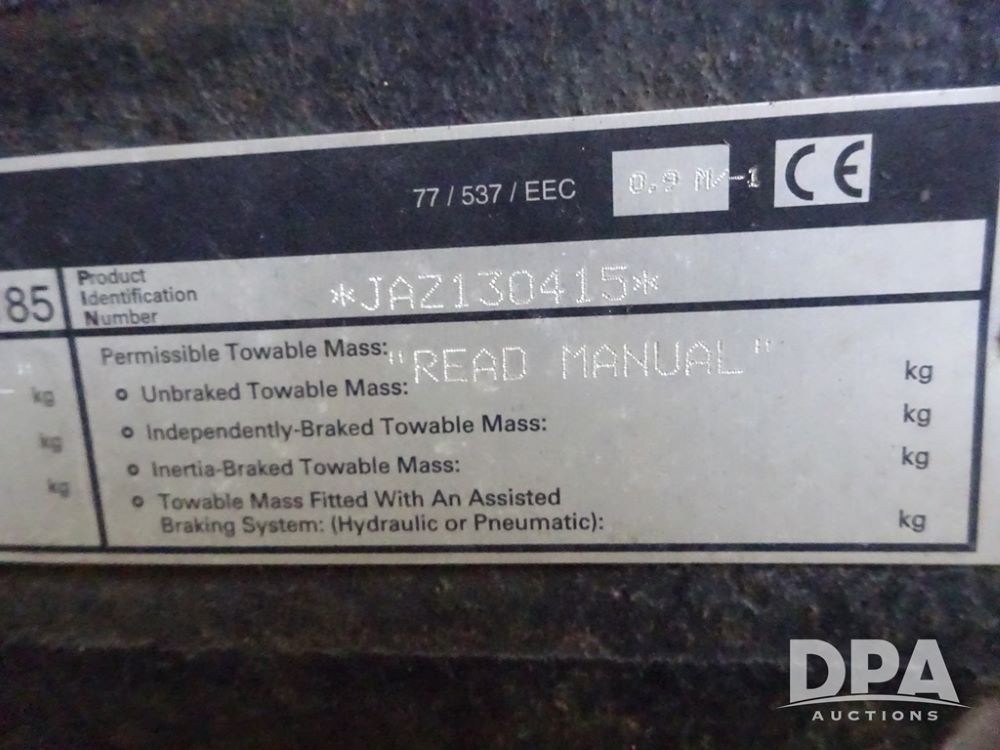 77 / 537 / EEC 0.9 M/-1 CE
85 Product
Identification
Number *JAZ130415*
Permissible Towable Mass: "READ MANUAL" kg
kg Unbraked Towable Mass: kg
kg Independently-Braked Towable Mass:
Inertia-Braked Towable Mass: kg
kg Towable Mass Fitted With An Assisted
Braking System: (Hydraulic or Pneumatic): kg
DPA
AUCTIONS